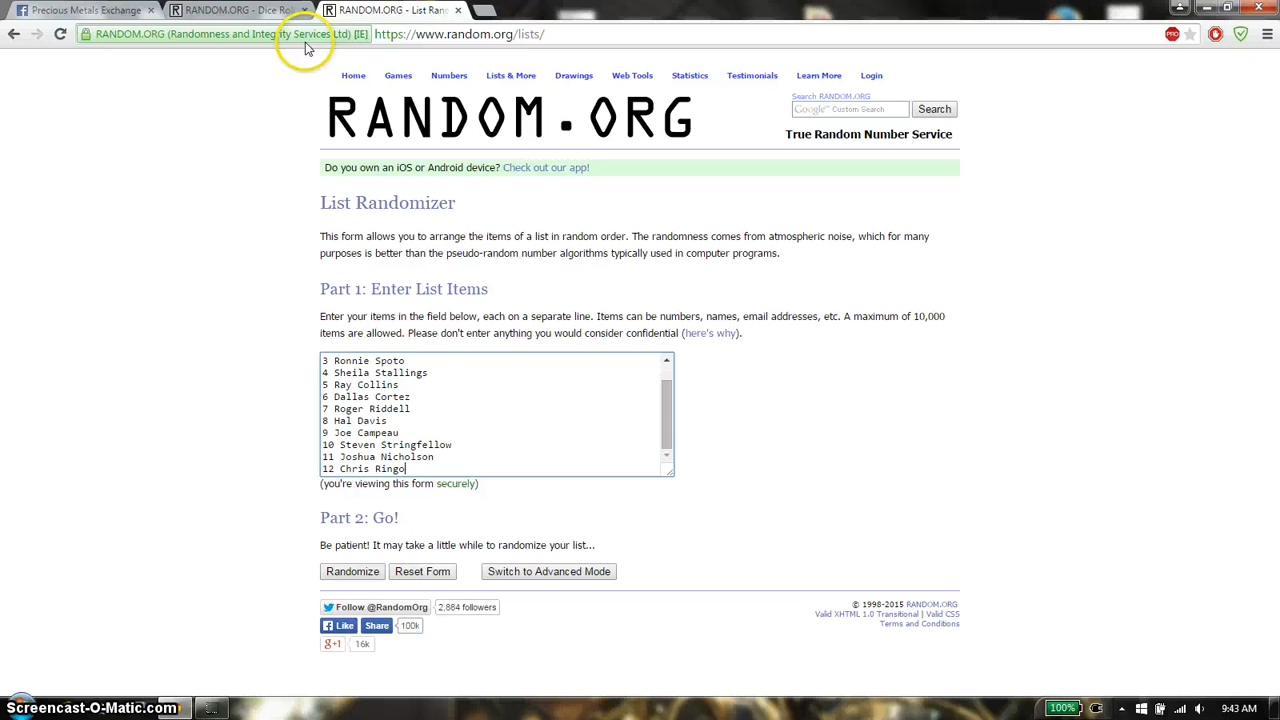 Precious Metals Exchange
RANDOM.ORG - Dice Roll
RANDOM.ORG - List Ran
RANDOM.ORG (Randomness and Integrity Services Ltd) [IE]
https://www.random.org/lists/
PRO
Home Games Numbers Lists & More Drawings Web Tools Statistics Testimonials Learn More Login
RANDOM.ORG
Search RANDOM.ORG
Google™ Custom Search
Search
True Random Number Service
Do you own an iOS or Android device? Check out our app!
List Randomizer
This form allows you to arrange the items of a list in random order. The randomness comes from atmospheric noise, which for many
purposes is better than the pseudo-random number algorithms typically used in computer programs.
Part 1: Enter List Items
Enter your items in the field below, each on a separate line. Items can be numbers, names, email addresses, etc. A maximum of 10,000
items are allowed. Please don't enter anything you would consider confidential (here's why).
3 Ronnie Spoto
4 Sheila Stallings
5 Ray Collins
6 Dallas Cortez
7 Roger Riddell
8 Hal Davis
9 Joe Campeau
10 Steven Stringfellow
11 Joshua Nicholson
12 Chris Ringo
(you're viewing this form securely)
Part 2: Go!
Be patient! It may take a little while to randomize your list...
Randomize Reset Form Switch to Advanced Mode
Follow @RandomOrg 2,884 followers
Like Share 100k
g+1 16k
© 1998-2015 RANDOM.ORG
Valid XHTML 1.0 Transitional | Valid CSS
Terms and Conditions
Screencast-O-Matic.com
100%
9:43 AM